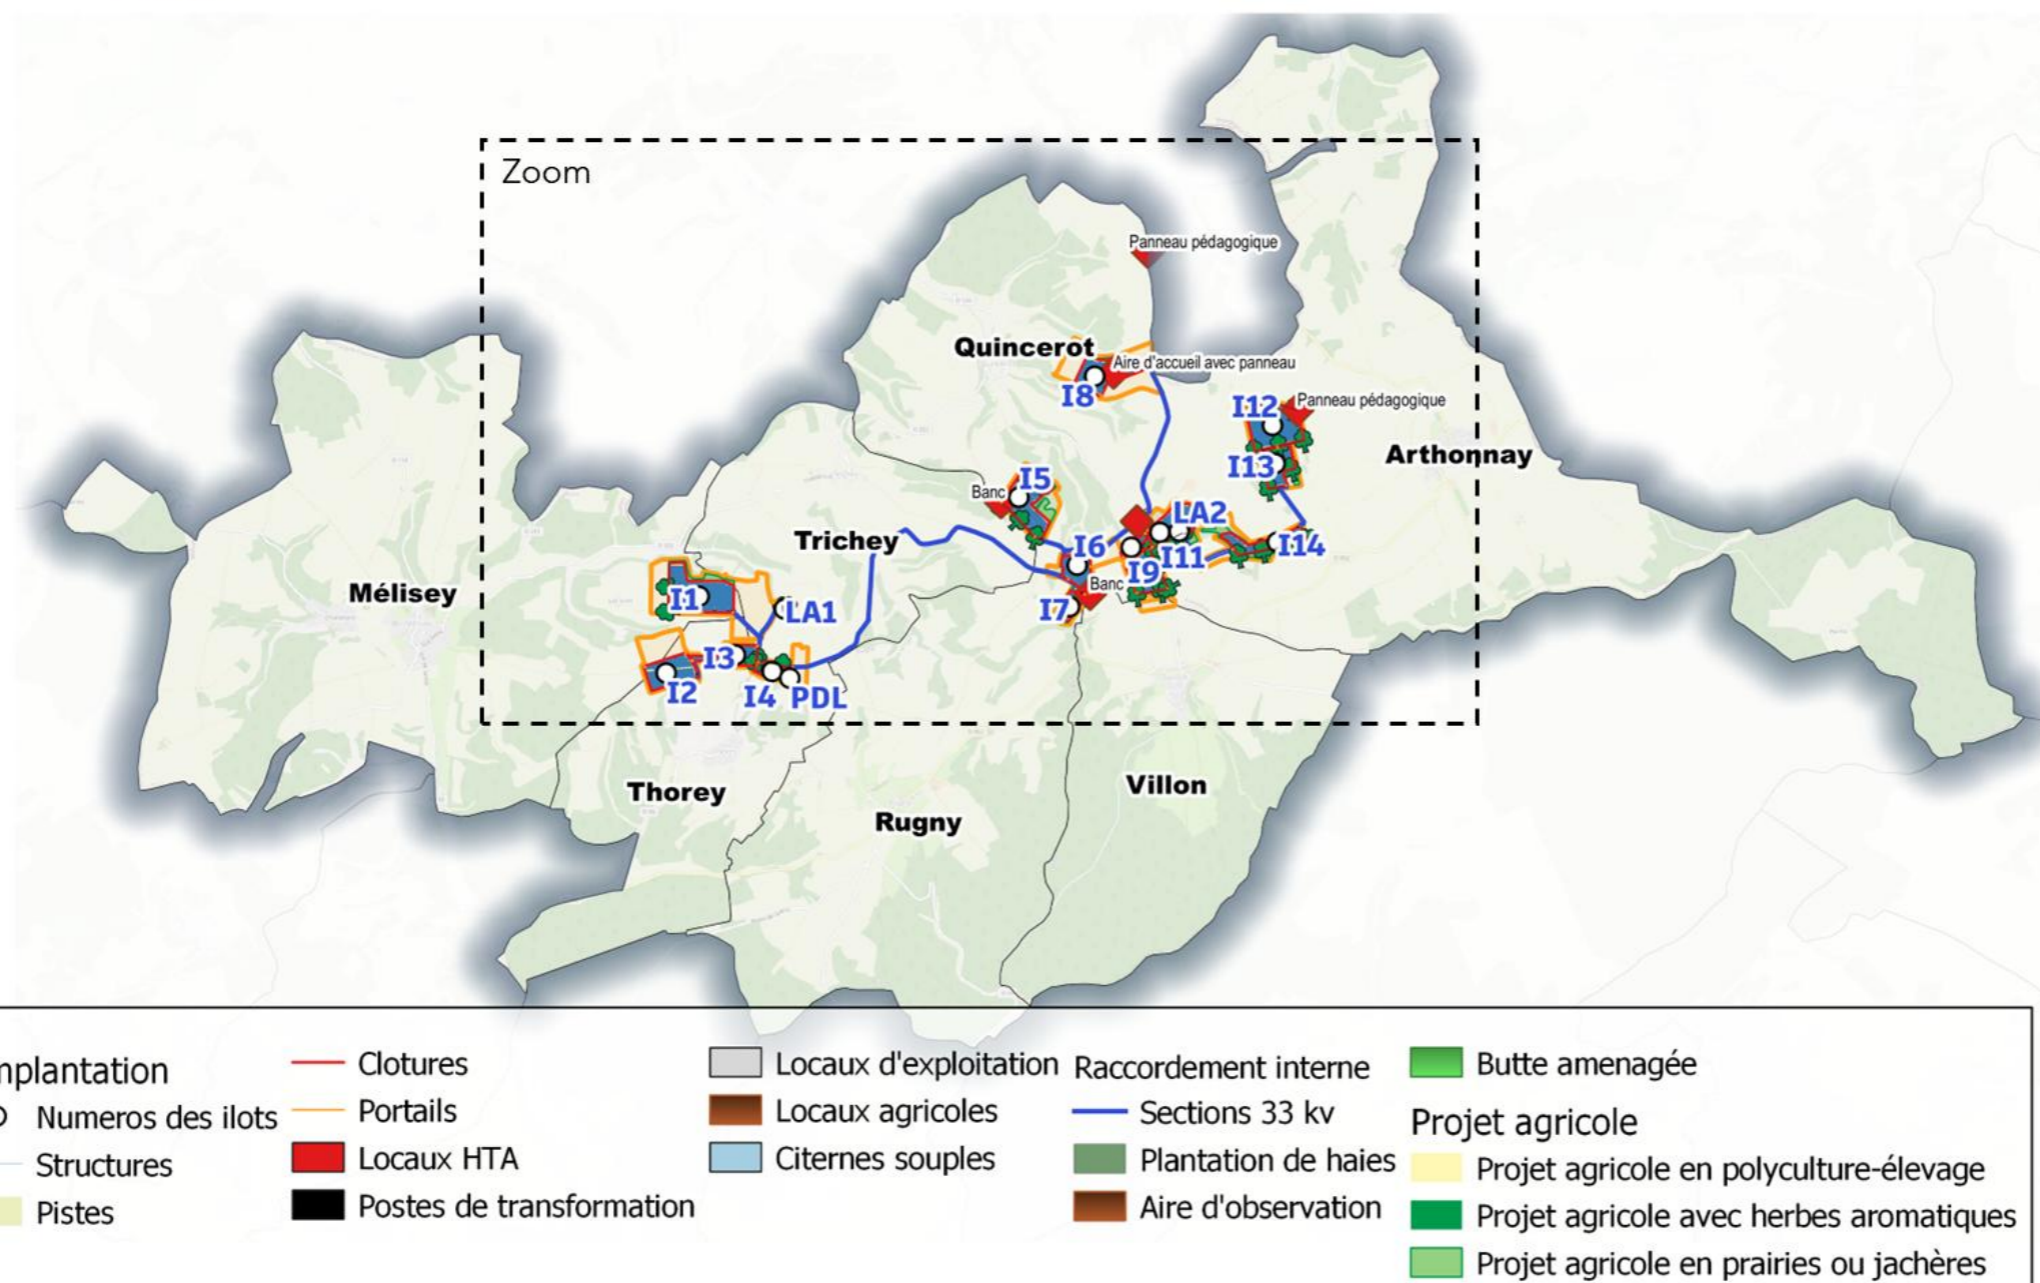 Zoom
Panneau pédagogique
Quincerot
Aire d'accueil avec panneau
I8
I12
Panneau pédagogique
I13
Arthonnay
I5
Banc
LA2
Trichey
I6
I11
I14
I9
Banc
I7
Mélisey
I1
LA1
I3
I2
I4
PDL
Thorey
Villon
Rugny
mplantation
Numeros des ilots
Structures
Pistes
Clotures
Portails
Locaux HTA
Postes de transformation
Locaux d'exploitation
Locaux agricoles
Citernes souples
Raccordement interne
Sections 33 kv
Plantation de haies
Aire d'observation
Butte amenagée
Projet agricole
Projet agricole en polyculture-élevage
Projet agricole avec herbes aromatiques
Projet agricole en prairies ou jachères